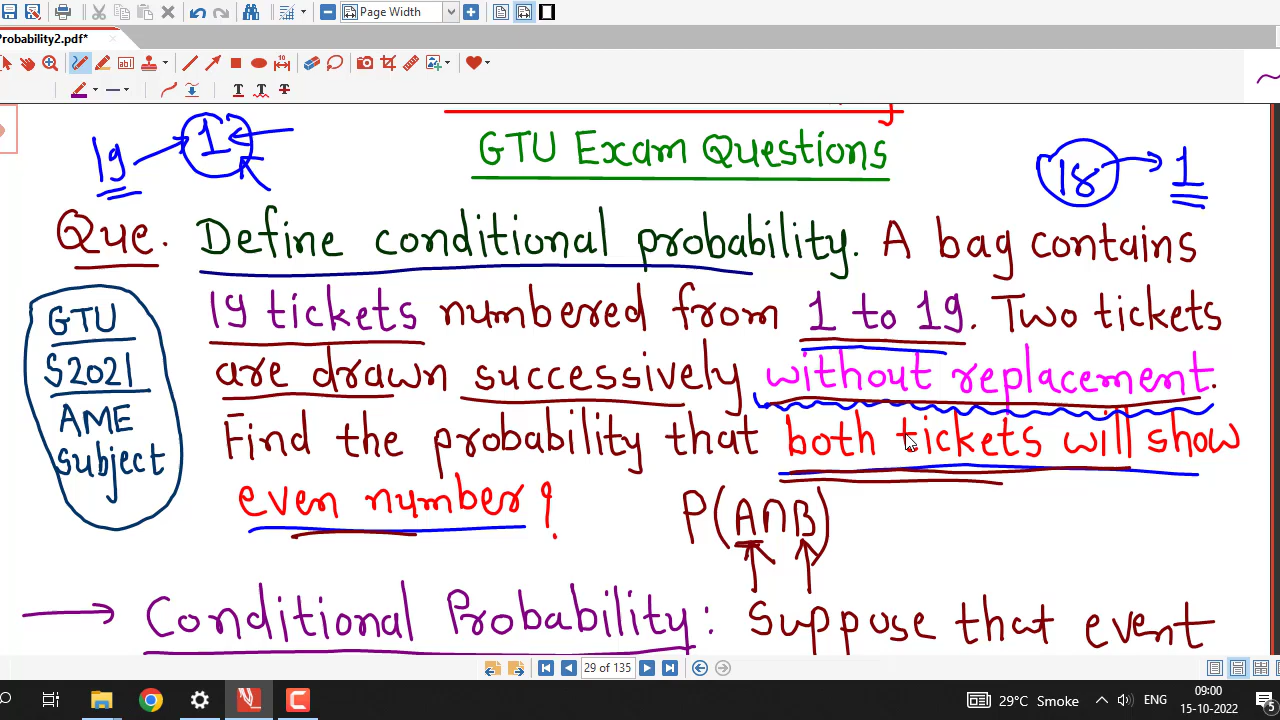 Page Width
Probability2.pdf*
GTU Exam Questions
19 → 1
18 → 1
Que. Define conditional probability. A bag contains
19 tickets numbered from 1 to 19. Two tickets
are drawn successively without replacement.
Find the probability that both tickets will show
even number?
GTU
S2021
AME
Subject
P(A∩B)
→ Conditional Probability: Suppose that event
29 of 135
29°C Smoke
ENG
09:00
15-10-2022
5